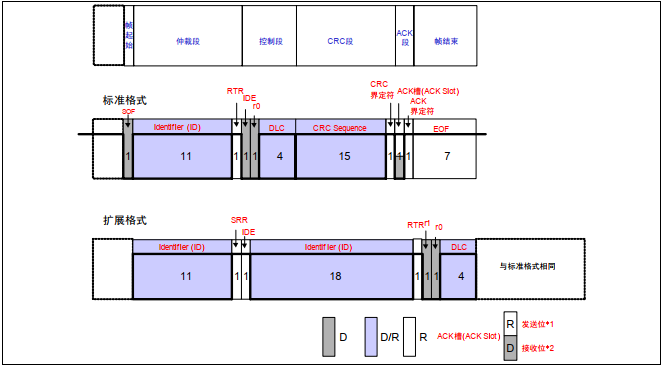 帧起始
仲裁段
控制段
CRC段
ACK段
帧结束
标准格式
SOF
RTR
IDE
r0
CRC
界定符
ACK槽(ACK Slot)
ACK
界定符
Identifier (ID)
DLC
CRC Sequence
EOF
1
11
1
1
1
4
15
1
1
1
7
扩展格式
SRR
IDE
RTR
r1
r0
Identifier (ID)
Identifier (ID)
DLC
11
1
1
18
1
1
1
4
与标准格式相同
D
D/R
R
ACK槽(ACK Slot)
R
发送位*1
D
接收位*2